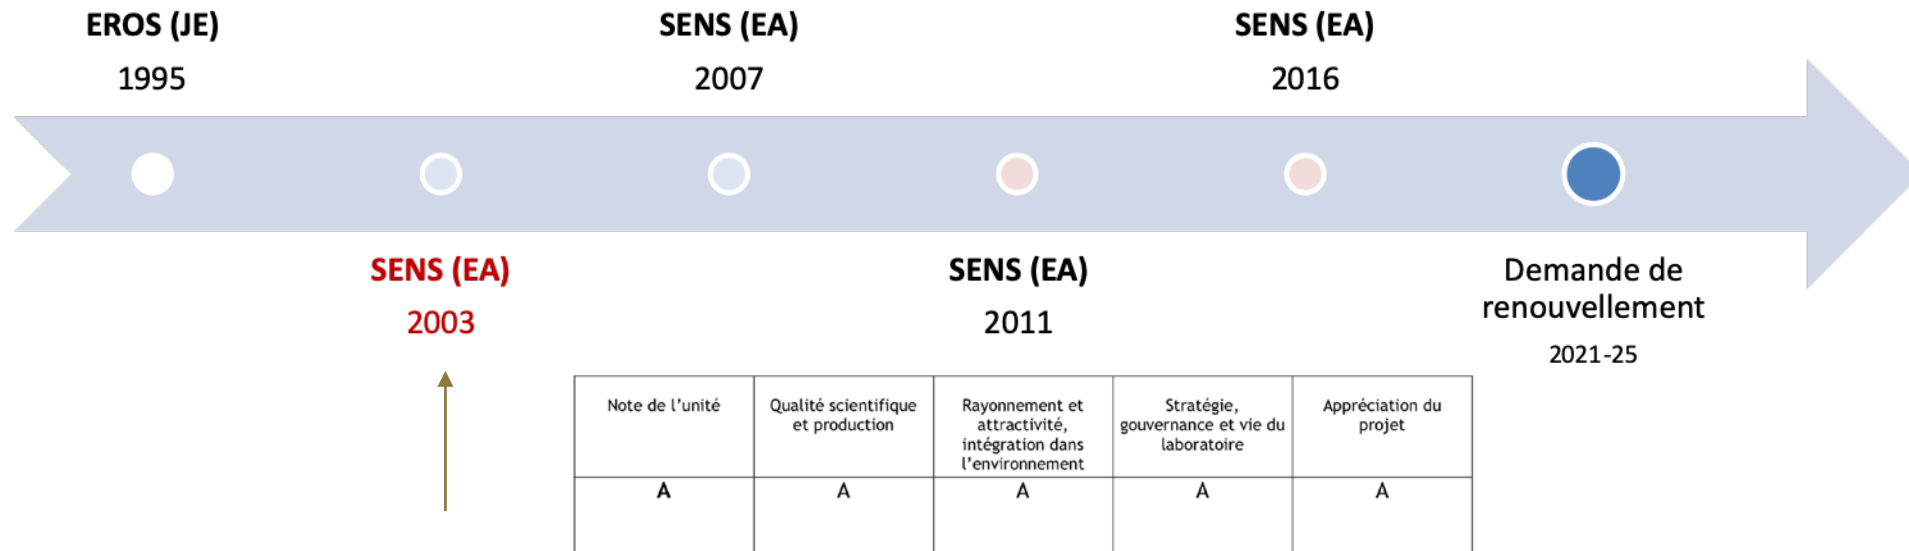 EROS (JE)
1995
SENS (EA)
2007
SENS (EA)
2016
SENS (EA)
2003
SENS (EA)
2011
Demande de
renouvellement
2021-25
Note de l'unité
Qualité scientifique
et production
Rayonnement et
attractivité,
intégration dans
l'environnement
Stratégie,
gouvernance et vie du
laboratoire
Appréciation du
projet
A
A
A
A
A